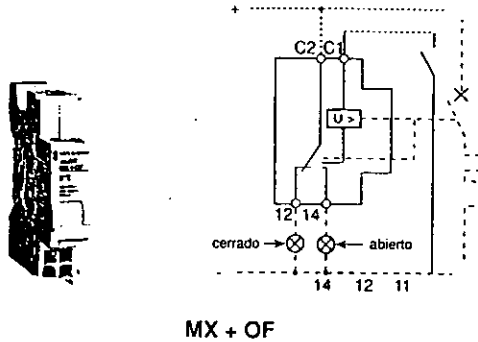 +
C2 C1
U >
12 14
cerrado
abierto
14 12 11
MX + OF